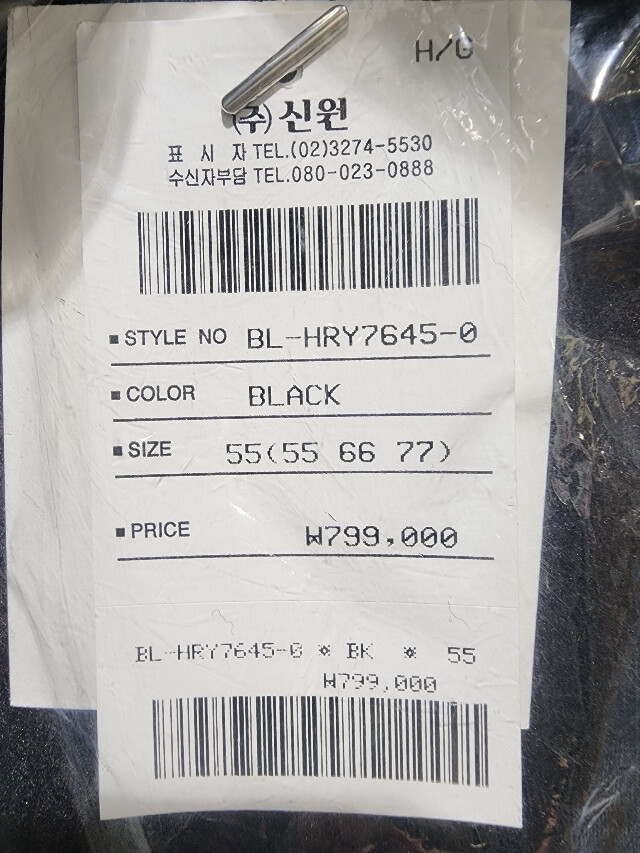 H/G
(주)신원
표 시 자 TEL.(02)3274-5530
수신자부담 TEL.080-023-0888
■ STYLE NO BL-HRY7645-0
■ COLOR BLACK
■ SIZE 55(55 66 77)
■ PRICE ₩799,000
BL-HRY7645-0 * BK * 55
₩799,000